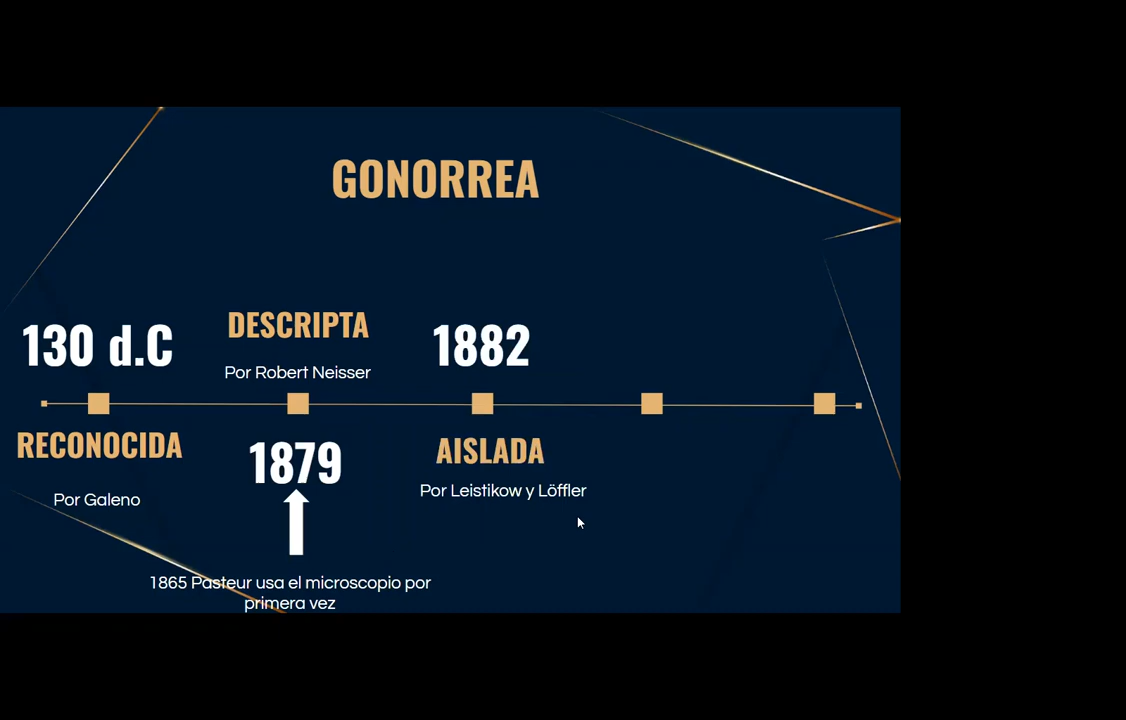 GONORREA
130 d.C
RECONOCIDA
Por Galeno
DESCRIPTA
Por Robert Neisser
1879
1865 Pasteur usa el microscopio por
primera vez
1882
AISLADA
Por Leistikow y Löffler